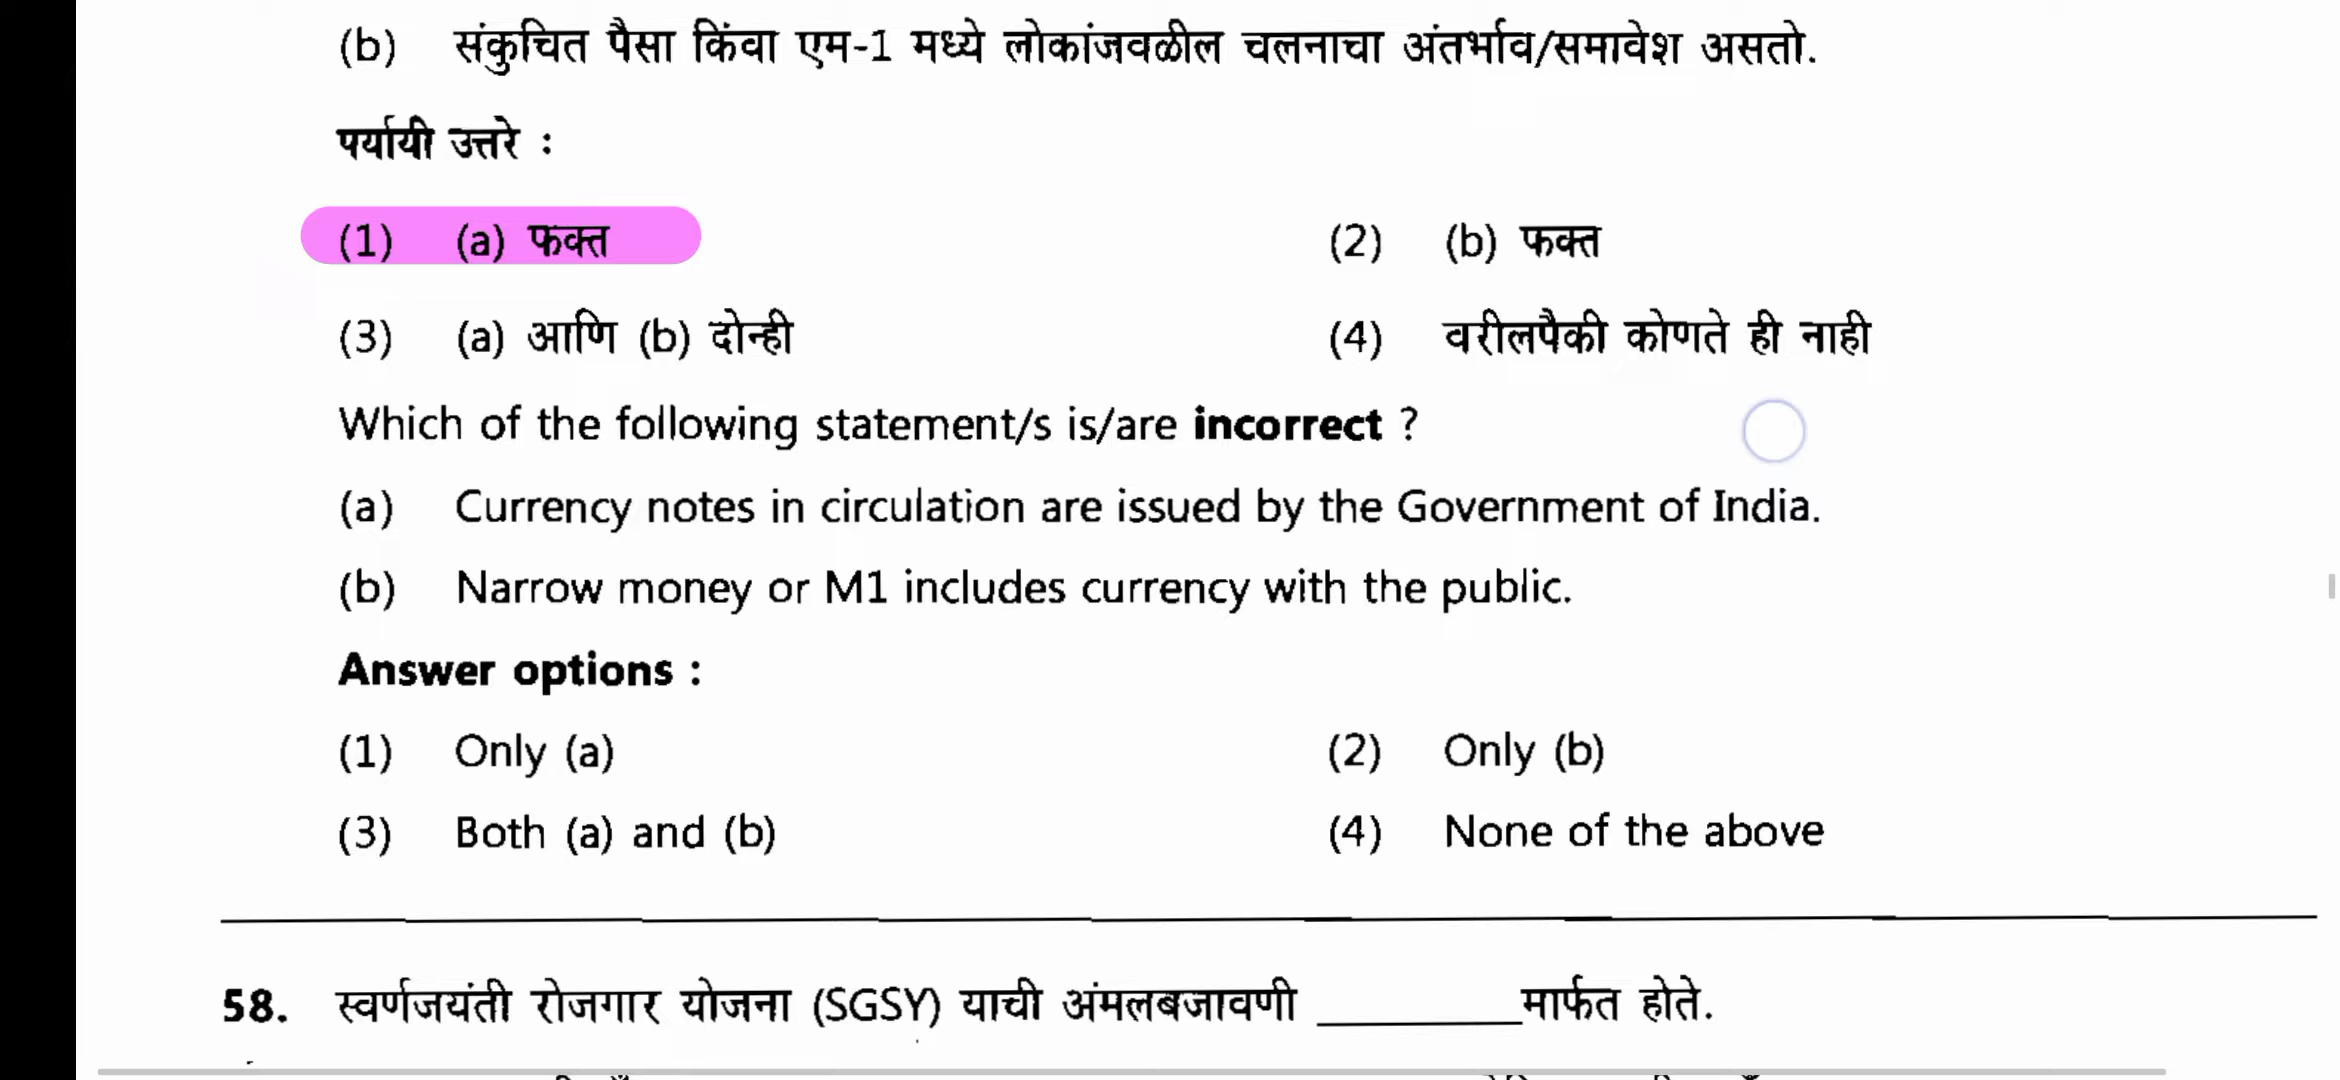 (b) संकुचित पैसा किंवा एम-1 मध्ये लोकांजवळील चलनाचा अंतर्भाव/समावेश असतो.
पर्यायी उत्तरे :
(1) (a) फक्त (2) (b) फक्त
(3) (a) आणि (b) दोन्ही (4) वरीलपैकी कोणते ही नाही
Which of the following statement/s is/are incorrect ?
(a) Currency notes in circulation are issued by the Government of India.
(b) Narrow money or M1 includes currency with the public.
Answer options :
(1) Only (a) (2) Only (b)
(3) Both (a) and (b) (4) None of the above
58. स्वर्णजयंती रोजगार योजना (SGSY) याची अंमलबजावणी ________मार्फत होते.